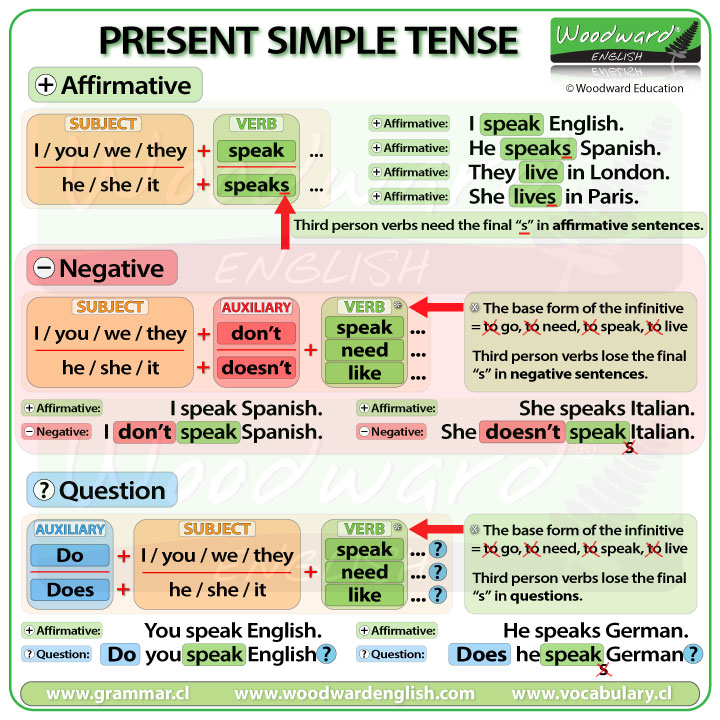 PRESENT SIMPLE TENSE
Woodward®
ENGLISH
© Woodward Education
+ Affirmative
SUBJECT VERB
I / you / we / they + speak ...
he / she / it + speaks ...
+ Affirmative: I speak English.
+ Affirmative: He speaks Spanish.
+ Affirmative: They live in London.
+ Affirmative: She lives in Paris.
Third person verbs need the final "s" in affirmative sentences.
− Negative
SUBJECT AUXILIARY VERB *
I / you / we / they + don't + speak ...
need ...
he / she / it + doesn't like ...
* The base form of the infinitive
= to go, to need, to speak, to live
Third person verbs lose the final
"s" in negative sentences.
+ Affirmative: I speak Spanish.
− Negative: I don't speak Spanish.
+ Affirmative: She speaks Italian.
− Negative: She doesn't speak Italian.
s
? Question
AUXILIARY SUBJECT VERB *
Do + I / you / we / they + speak ... ?
need ... ?
Does + he / she / it like ... ?
* The base form of the infinitive
= to go, to need, to speak, to live
Third person verbs lose the final
"s" in questions.
+ Affirmative: You speak English.
? Question: Do you speak English ?
+ Affirmative: He speaks German.
? Question: Does he speak German ?
s
www.grammar.cl www.woodwardenglish.com www.vocabulary.cl
Woodward®
ENGLISH
Woodward®
ENGLISH